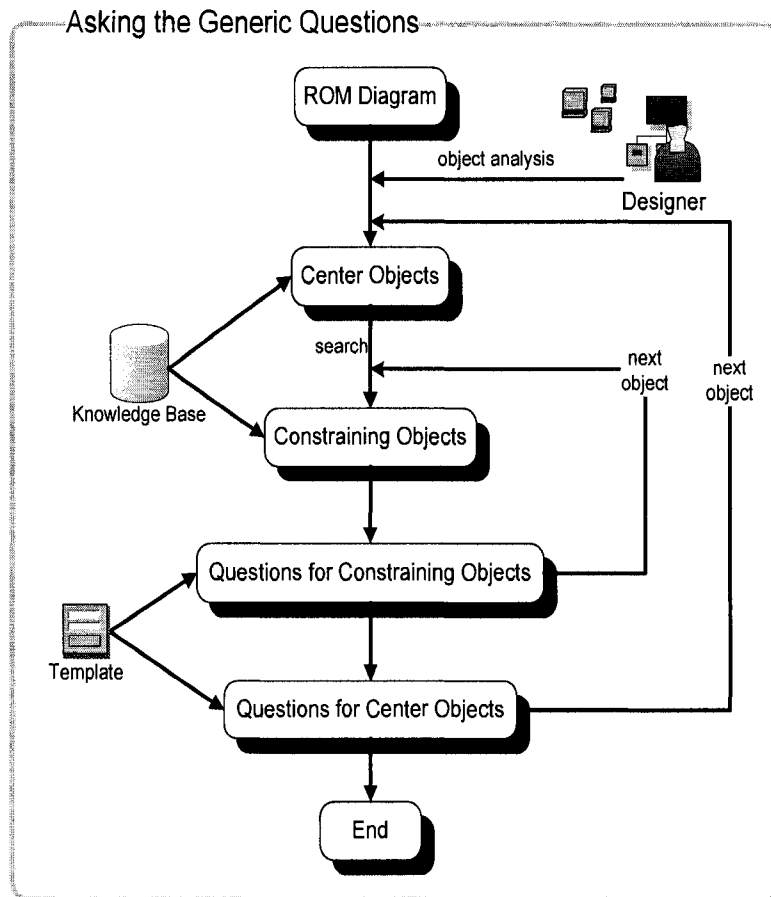 Asking the Generic Questions
ROM Diagram
object analysis
Designer
Center Objects
search
next
object
next
object
Knowledge Base
Constraining Objects
Questions for Constraining Objects
Template
Questions for Center Objects
End